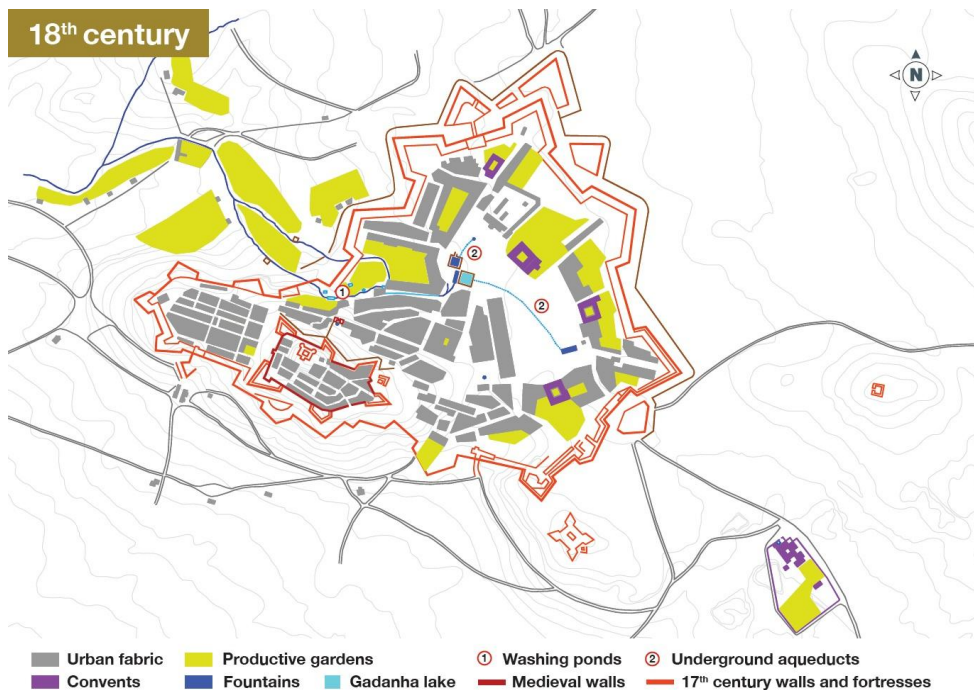 18th century
N
2
2
1
Urban fabric
Productive gardens
1 Washing ponds
2 Underground aqueducts
Convents
Fountains
Gadanha lake
Medieval walls
17th century walls and fortresses